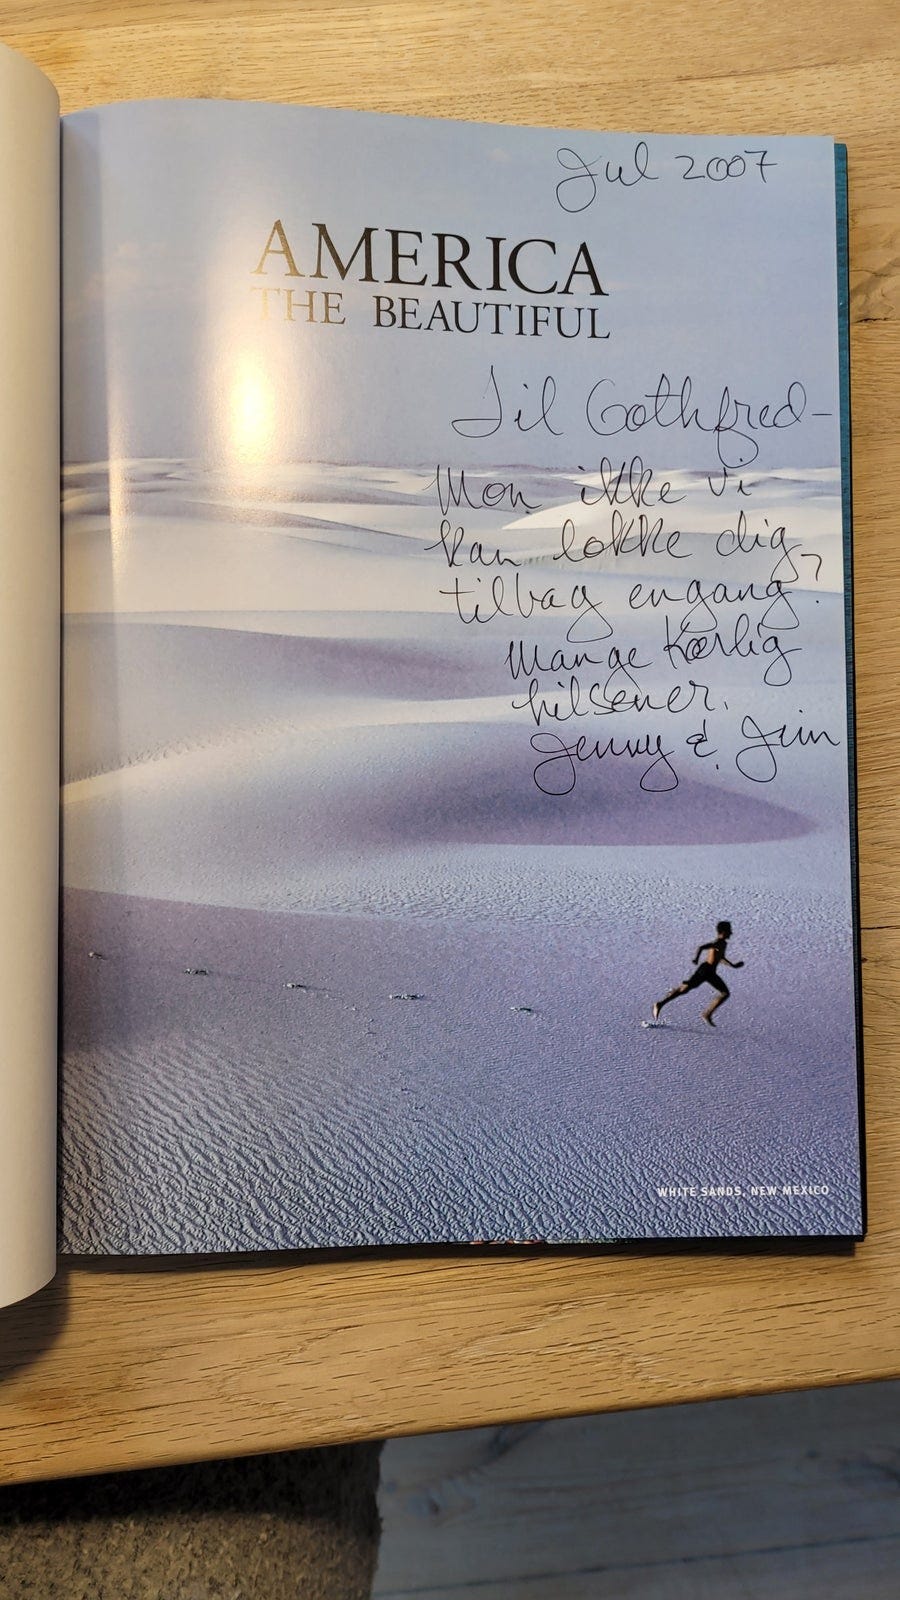 Jul 2007
AMERICA
THE BEAUTIFUL
Til Gothfred-
Mon ikke vi
kan lokke dig
tilbag engang?
Mange Kærlig
hilsener.
Jenny & Jim
WHITE SANDS, NEW MEXICO